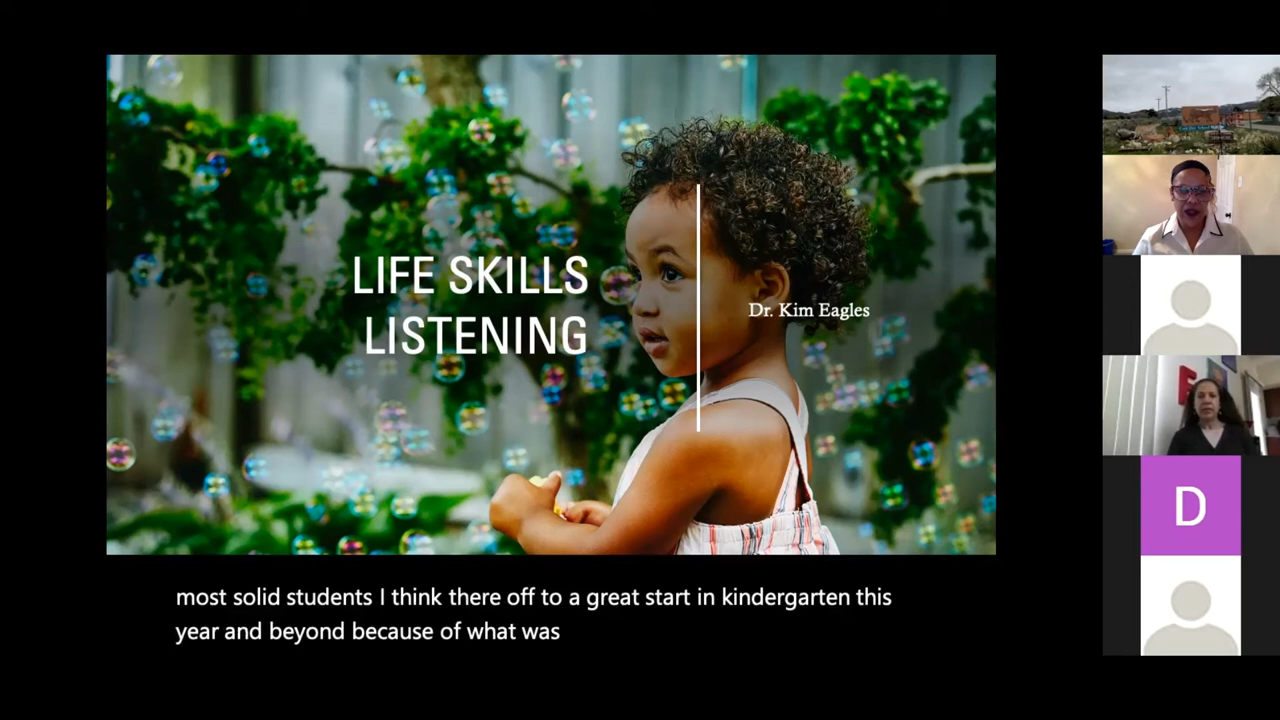 LIFE SKILLS
LISTENING
Dr. Kim Eagles
D
most solid students I think there off to a great start in kindergarten this
year and beyond because of what was